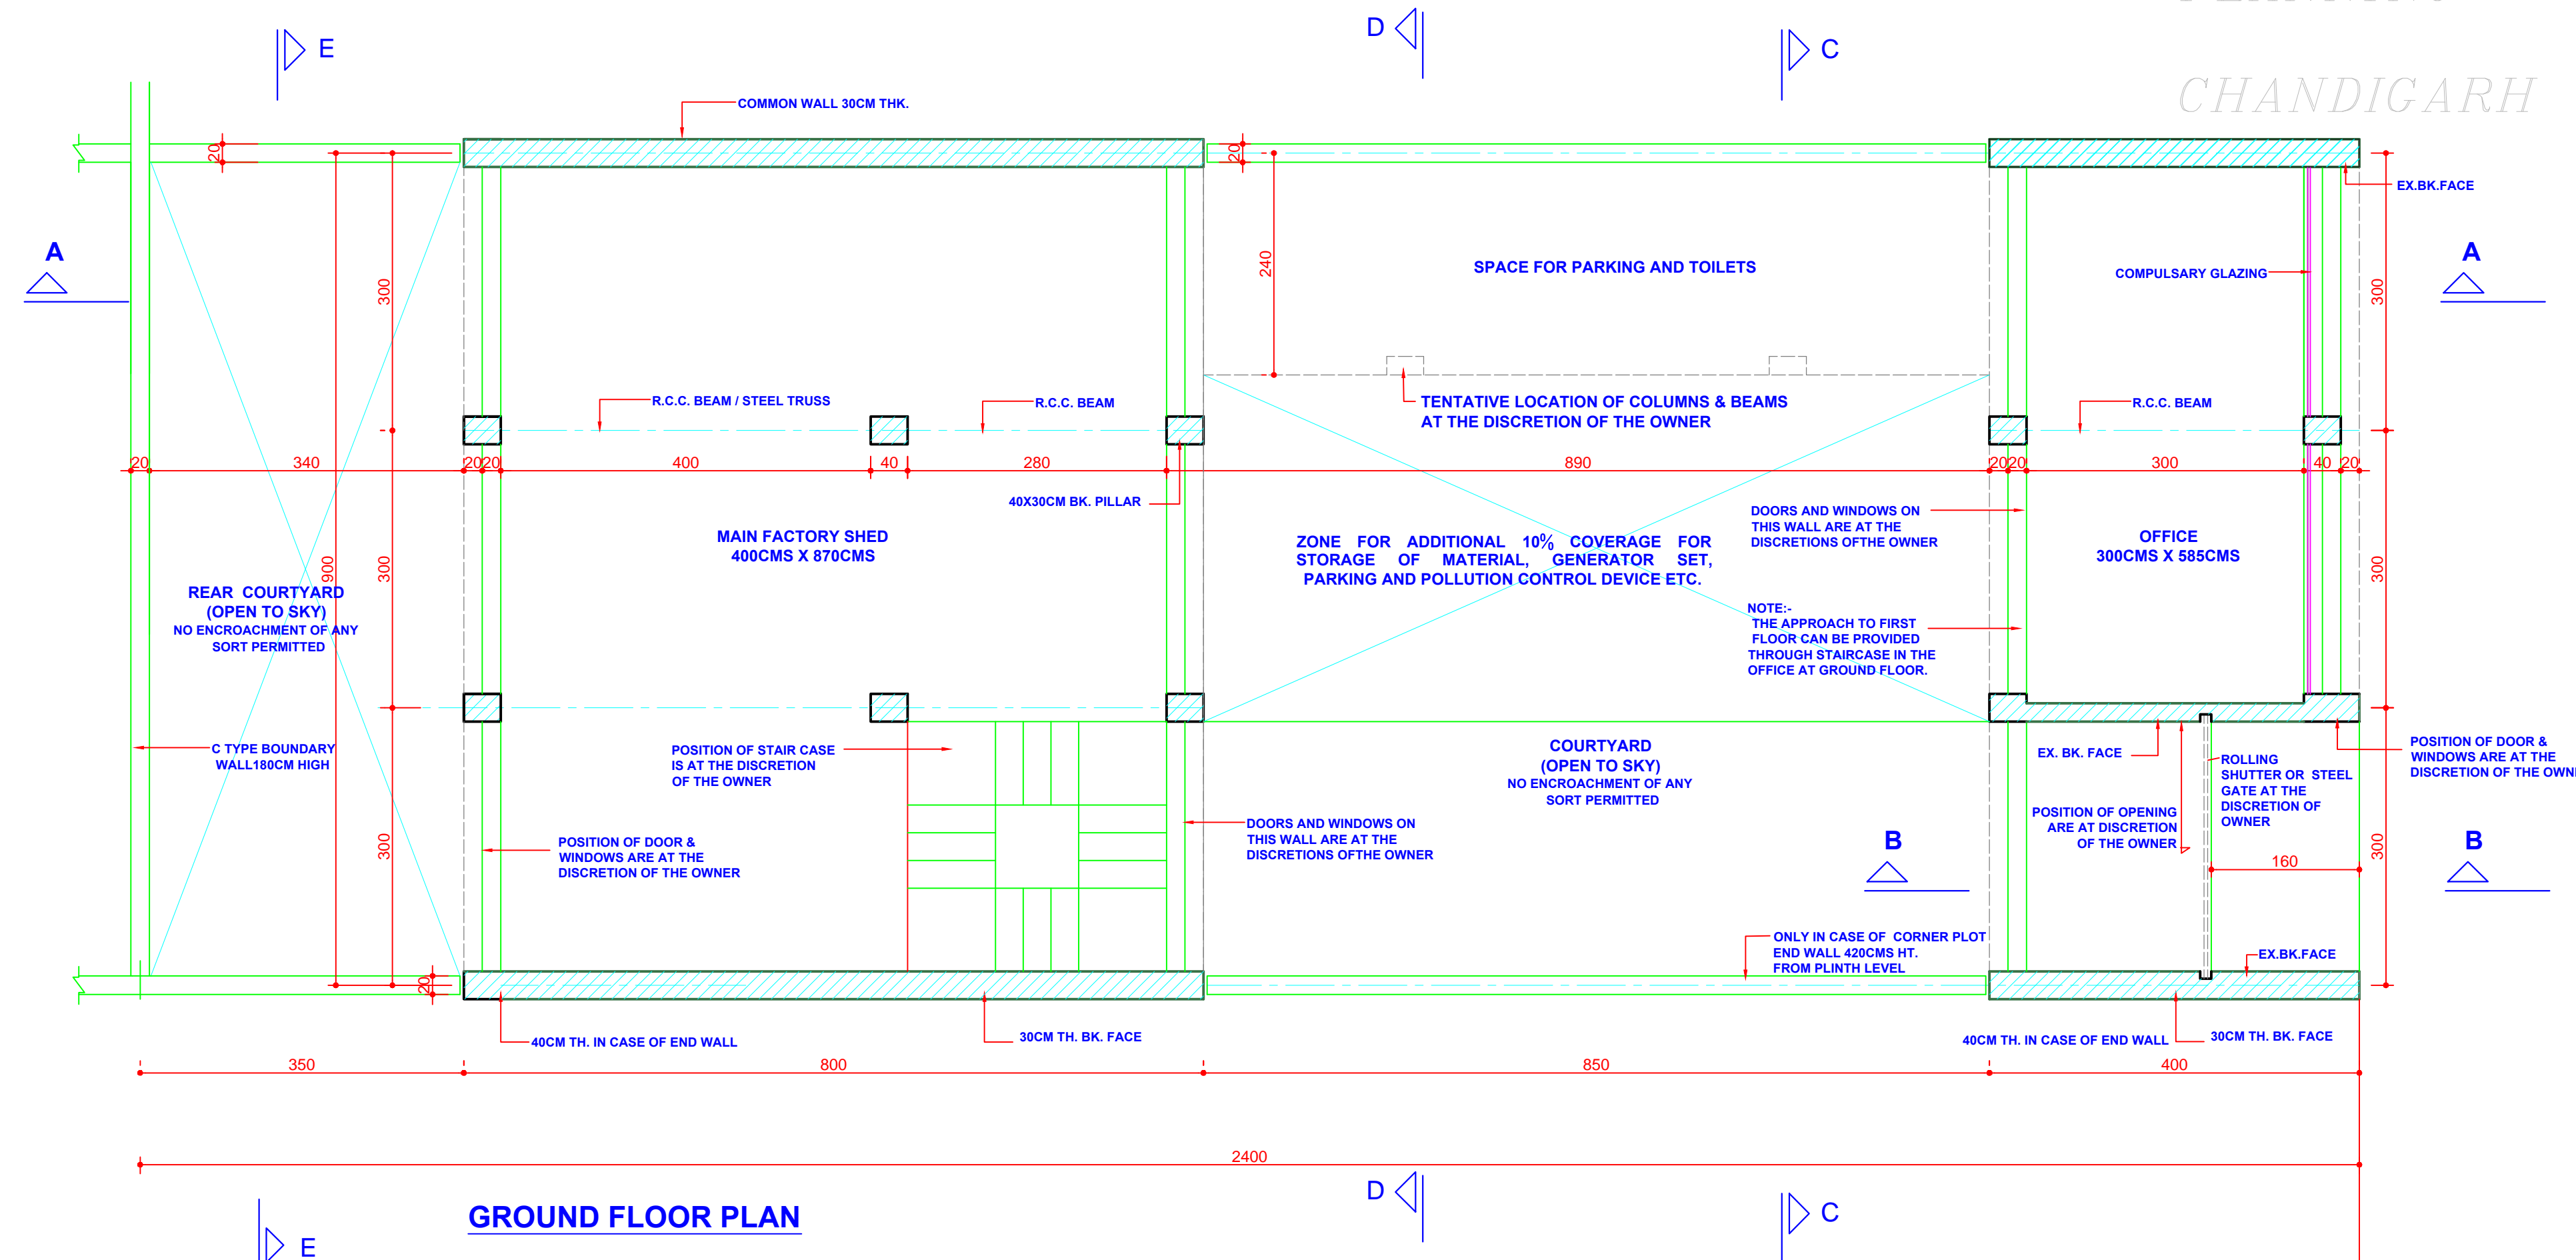 E
D
C
CHANDIGARH
COMMON WALL 30CM THK.
20
20
EX.BK.FACE
A
A
300
240
SPACE FOR PARKING AND TOILETS
COMPULSARY GLAZING
300
R.C.C. BEAM / STEEL TRUSS
R.C.C. BEAM
TENTATIVE LOCATION OF COLUMNS & BEAMS
AT THE DISCRETION OF THE OWNER
R.C.C. BEAM
20
340
20
20
400
40
280
890
20
20
300
40
20
40X30CM BK. PILLAR
MAIN FACTORY SHED
400CMS X 870CMS
ZONE FOR ADDITIONAL 10% COVERAGE FOR
STORAGE OF MATERIAL, GENERATOR SET,
PARKING AND POLLUTION CONTROL DEVICE ETC.
DOORS AND WINDOWS ON
THIS WALL ARE AT THE
DISCRETIONS OFTHE OWNER
OFFICE
300CMS X 585CMS
900
300
300
REAR COURTYARD
(OPEN TO SKY)
NO ENCROACHMENT OF ANY
SORT PERMITTED
NOTE:-
THE APPROACH TO FIRST
FLOOR CAN BE PROVIDED
THROUGH STAIRCASE IN THE
OFFICE AT GROUND FLOOR.
C TYPE BOUNDARY
WALL180CM HIGH
POSITION OF STAIR CASE
IS AT THE DISCRETION
OF THE OWNER
COURTYARD
(OPEN TO SKY)
NO ENCROACHMENT OF ANY
SORT PERMITTED
EX. BK. FACE
ROLLING
SHUTTER OR STEEL
GATE AT THE
DISCRETION OF
OWNER
POSITION OF DOOR &
WINDOWS ARE AT THE
DISCRETION OF THE
POSITION OF OPENING
ARE AT DISCRETION
OF THE OWNER
300
POSITION OF DOOR &
WINDOWS ARE AT THE
DISCRETION OF THE OWNER
DOORS AND WINDOWS ON
THIS WALL ARE AT THE
DISCRETIONS OFTHE OWNER
B
B
300
160
ONLY IN CASE OF CORNER PLOT
END WALL 420CMS HT.
FROM PLINTH LEVEL
EX.BK.FACE
20
40CM TH. IN CASE OF END WALL
30CM TH. BK. FACE
40CM TH. IN CASE OF END WALL
30CM TH. BK. FACE
350
800
850
400
2400
GROUND FLOOR PLAN
E
D
C